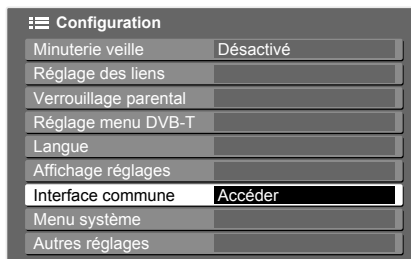 Configuration
Minuterie veille Désactivé
Réglage des liens
Verrouillage parental
Réglage menu DVB-T
Langue
Affichage réglages
Interface commune Accéder
Menu système
Autres réglages